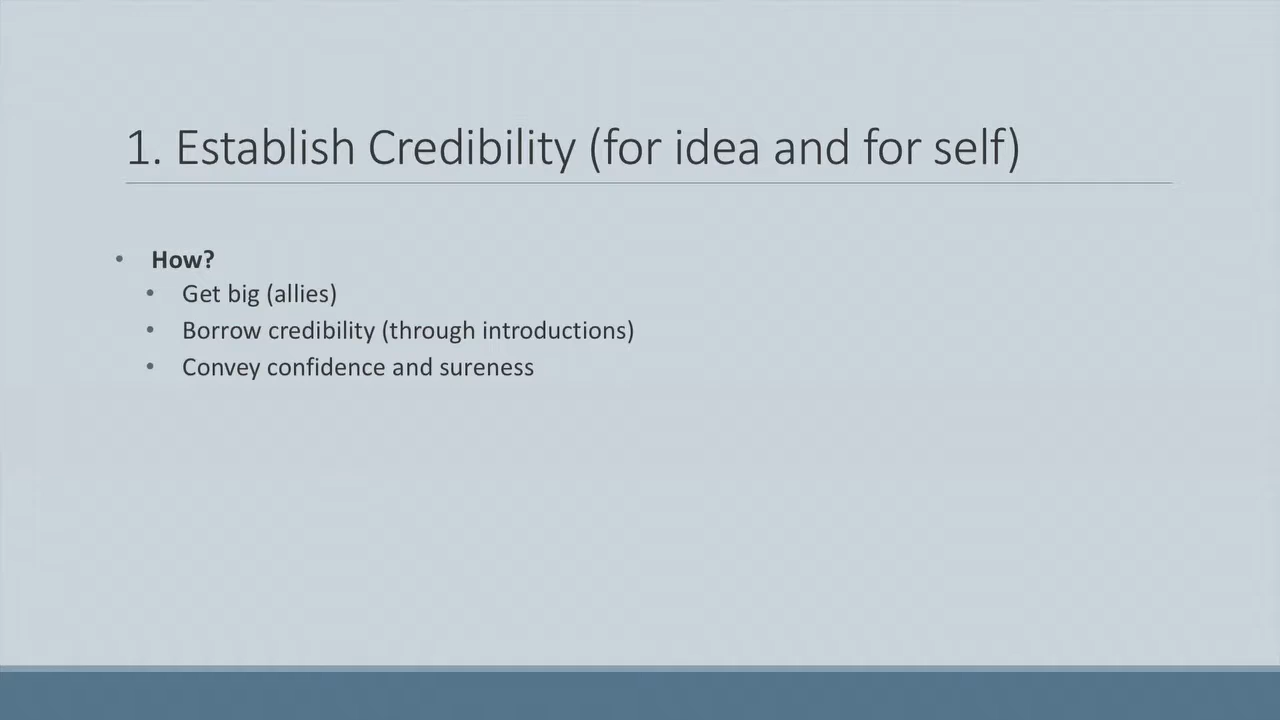 1. Establish Credibility (for idea and for self)
• How?
• Get big (allies)
• Borrow credibility (through introductions)
• Convey confidence and sureness